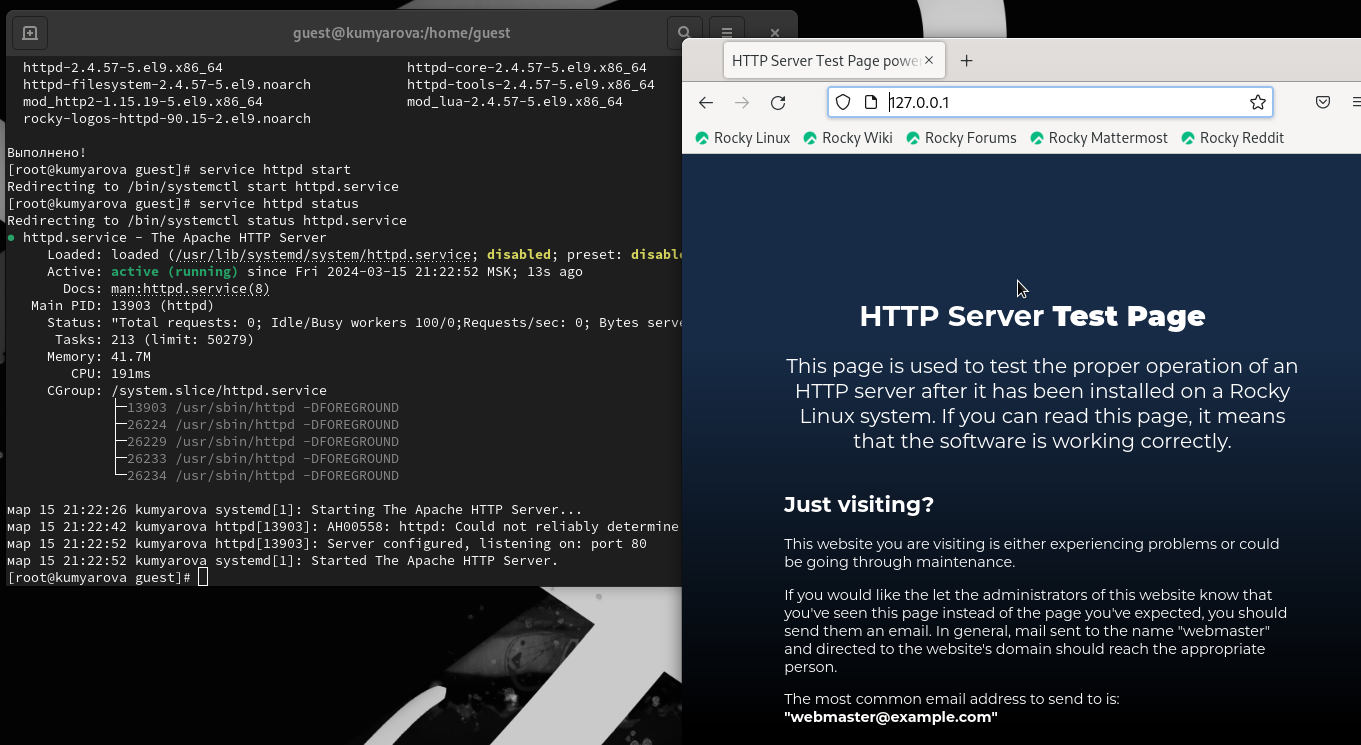 guest@kumyarova:/home/guest
httpd-2.4.57-5.el9.x86_64 httpd-core-2.4.57-5.el9.x86_64
httpd-filesystem-2.4.57-5.el9.noarch httpd-tools-2.4.57-5.el9.x86_64
mod_http2-1.15.19-5.el9.x86_64 mod_lua-2.4.57-5.el9.x86_64
rocky-logos-httpd-90.15-2.el9.noarch
Выполнено!
[root@kumyarova guest]# service httpd start
Redirecting to /bin/systemctl start httpd.service
[root@kumyarova guest]# service httpd status
Redirecting to /bin/systemctl status httpd.service
● httpd.service - The Apache HTTP Server
Loaded: loaded (/usr/lib/systemd/system/httpd.service; disabled; preset: disable
Active: active (running) since Fri 2024-03-15 21:22:52 MSK; 13s ago
Docs: man:httpd.service(8)
Main PID: 13903 (httpd)
Status: "Total requests: 0; Idle/Busy workers 100/0;Requests/sec: 0; Bytes serve
Tasks: 213 (limit: 50279)
Memory: 41.7M
CPU: 191ms
CGroup: /system.slice/httpd.service
├─13903 /usr/sbin/httpd -DFOREGROUND
├─26224 /usr/sbin/httpd -DFOREGROUND
├─26229 /usr/sbin/httpd -DFOREGROUND
├─26233 /usr/sbin/httpd -DFOREGROUND
└─26234 /usr/sbin/httpd -DFOREGROUND
мар 15 21:22:26 kumyarova systemd[1]: Starting The Apache HTTP Server...
мар 15 21:22:42 kumyarova httpd[13903]: AH00558: httpd: Could not reliably determine
мар 15 21:22:52 kumyarova httpd[13903]: Server configured, listening on: port 80
мар 15 21:22:52 kumyarova systemd[1]: Started The Apache HTTP Server.
[root@kumyarova guest]#
HTTP Server Test Page powe
127.0.0.1
Rocky Linux Rocky Wiki Rocky Forums Rocky Mattermost Rocky Reddit
HTTP Server Test Page
This page is used to test the proper operation of an
HTTP server after it has been installed on a Rocky
Linux system. If you can read this page, it means
that the software is working correctly.
Just visiting?
This website you are visiting is either experiencing problems or could
be going through maintenance.
If you would like the let the administrators of this website know that
you've seen this page instead of the page you've expected, you should
send them an email. In general, mail sent to the name "webmaster"
and directed to the website's domain should reach the appropriate
person.
The most common email address to send to is:
"webmaster@example.com"